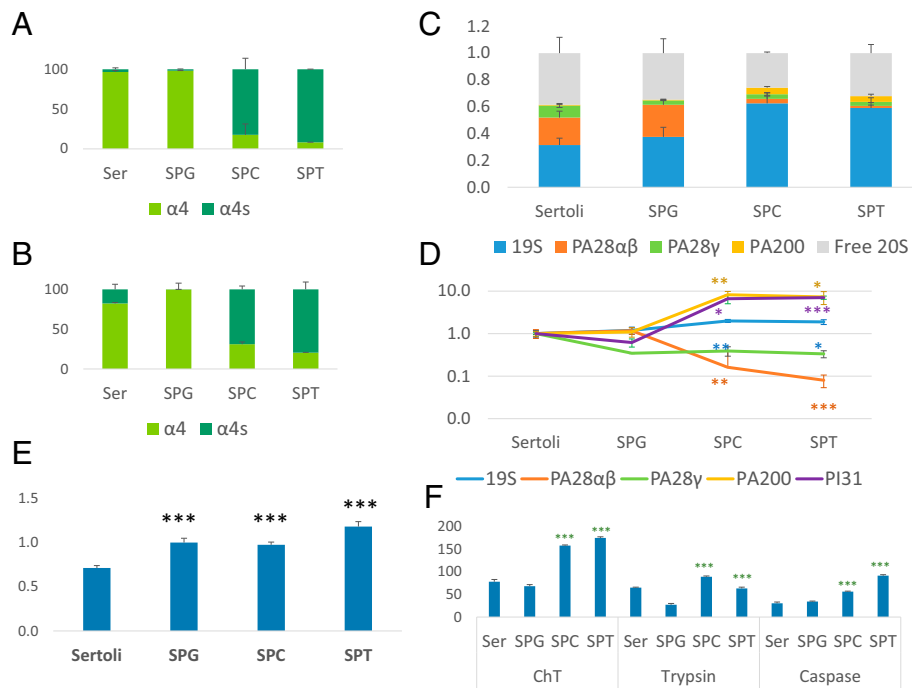 A
100
50
0
Ser SPG SPC SPT
α4 α4s
B
100
50
0
Ser SPG SPC SPT
α4 α4s
C
1.2
1.0
0.8
0.6
0.4
0.2
0.0
Sertoli SPG SPC SPT
19S PA28αβ PA28γ PA200 Free 20S
D
10.0
1.0
0.1
0.0
** *
* ***
** *
** ***
Sertoli SPG SPC SPT
19S PA28αβ PA28γ PA200 PI31
E
1.5
1.0
0.5
0.0
*** *** ***
Sertoli SPG SPC SPT
F
200
150
100
50
0
*** *** *** *** *** ***
Ser SPG SPC SPT Ser SPG SPC SPT Ser SPG SPC SPT
ChT Trypsin Caspase